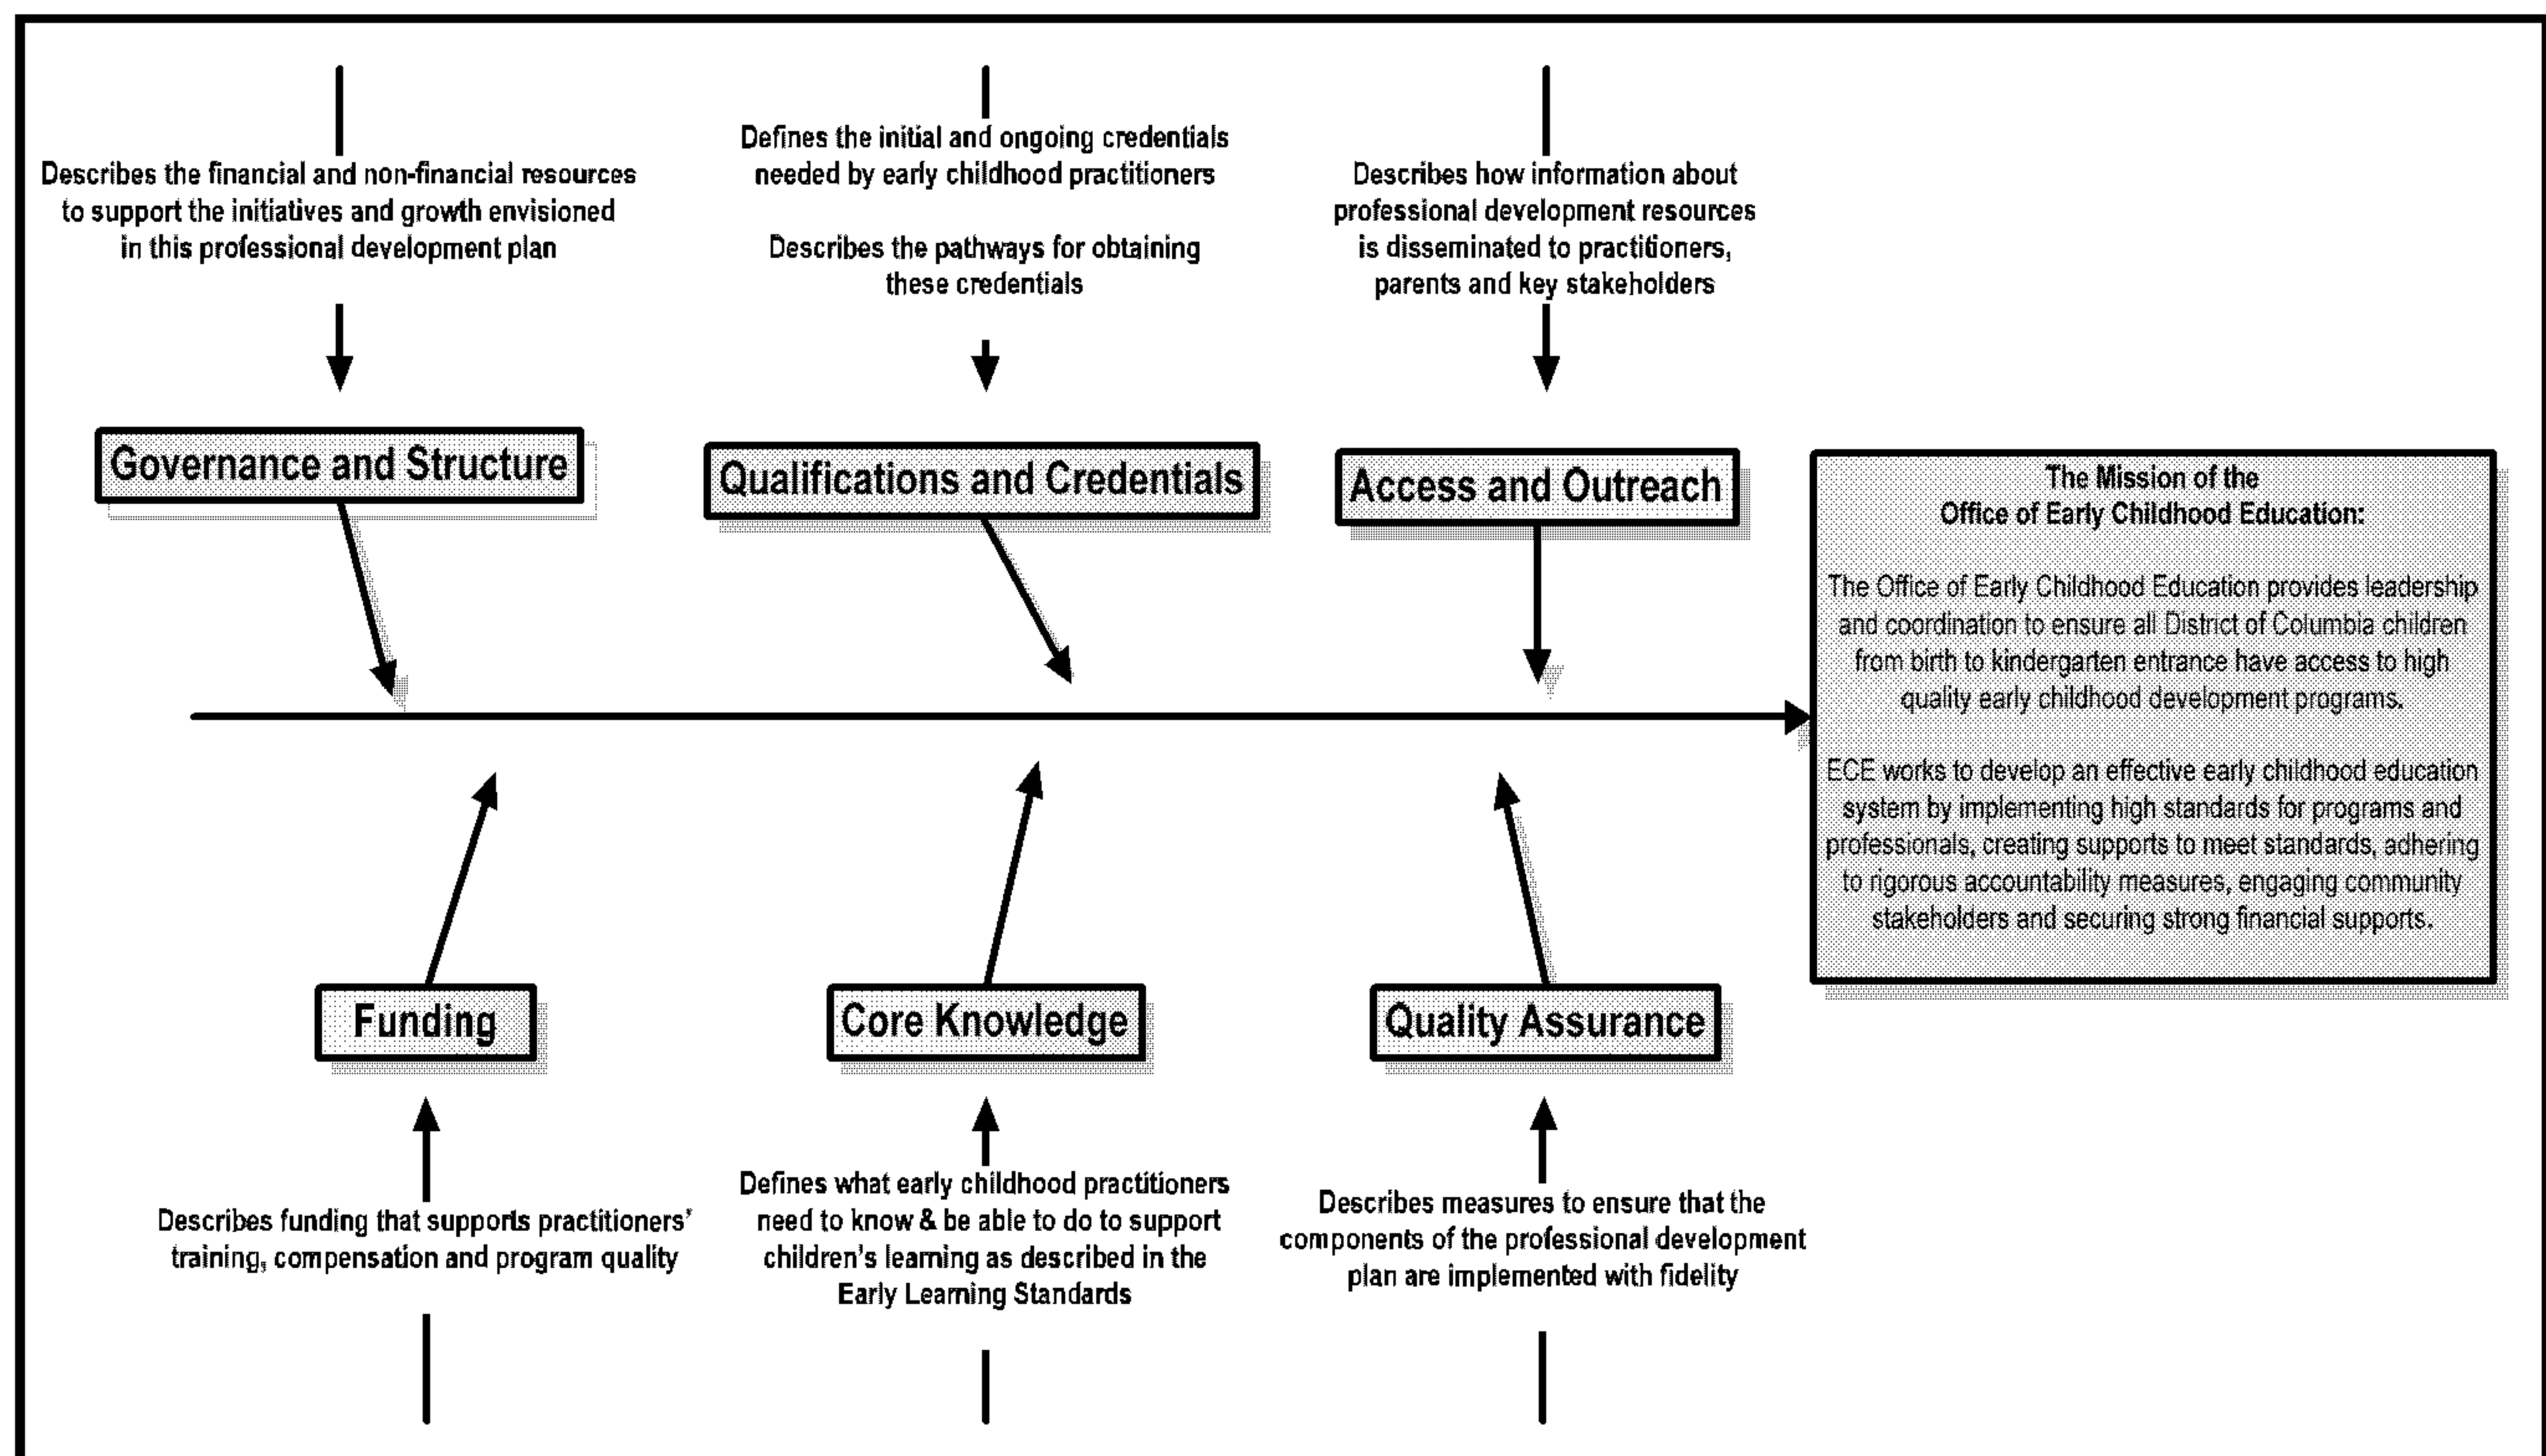 Describes the financial and non-financial resources
to support the initiatives and growth envisioned
in this professional development plan
Defines the initial and ongoing credentials
needed by early childhood practitioners
Describes the pathways for obtaining
these credentials
Describes how information about
professional development resources
is disseminated to practitioners,
parents and key stakeholders
Governance and Structure
Qualifications and Credentials
Access and Outreach
The Mission of the
Office of Early Childhood Education:
The Office of Early Childhood Education provides leadership
and coordination to ensure all District of Columbia children
from birth to kindergarten entrance have access to high
quality early childhood development programs.
ECE works to develop an effective early childhood education
system by implementing high standards for programs and
professionals, creating supports to meet standards, adhering
to rigorous accountability measures, engaging community
stakeholders and securing strong financial supports.
Funding
Core Knowledge
Quality Assurance
Describes funding that supports practitioners'
training, compensation and program quality
Defines what early childhood practitioners
need to know & be able to do to support
children's learning as described in the
Early Learning Standards
Describes measures to ensure that the
components of the professional development
plan are implemented with fidelity